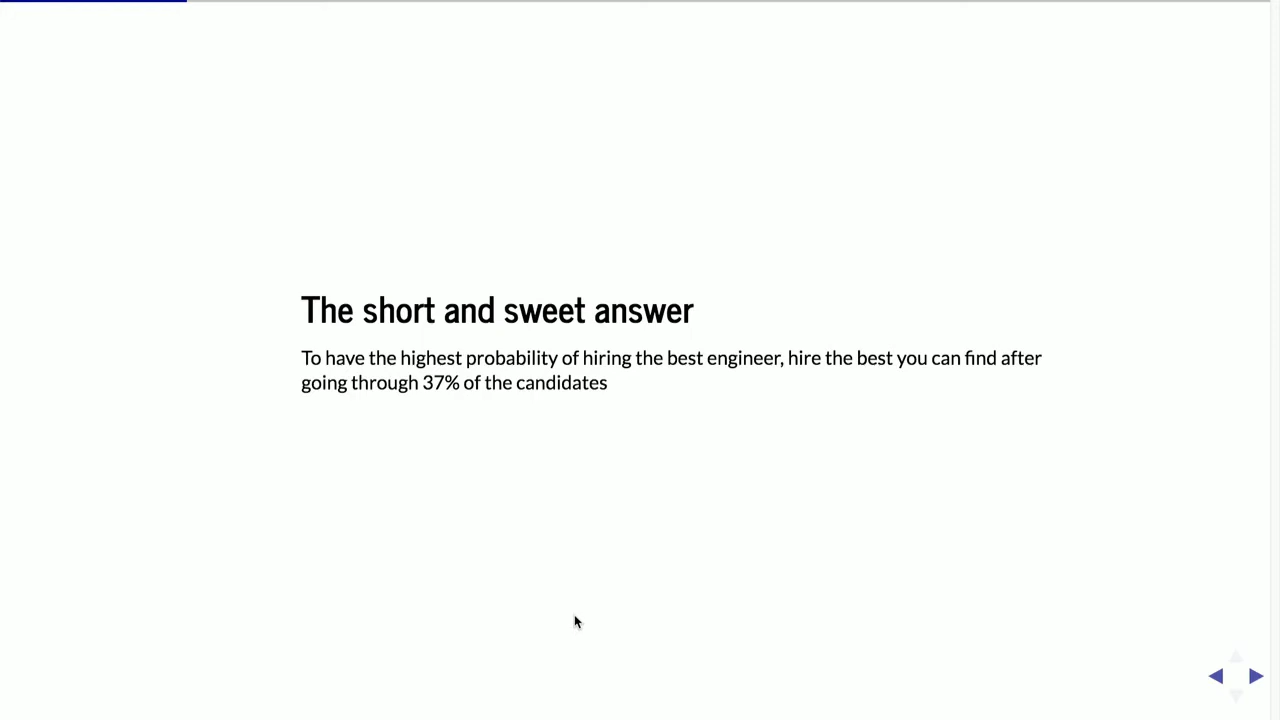 The short and sweet answer
To have the highest probability of hiring the best engineer, hire the best you can find after
going through 37% of the candidates